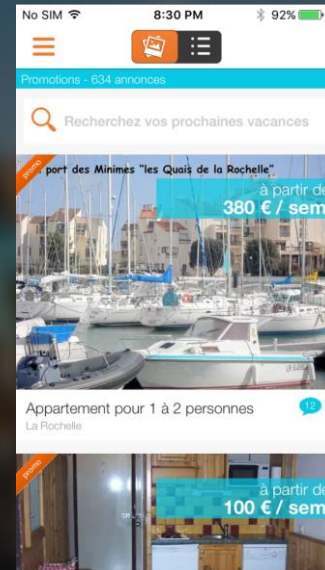 No SIM 8:30 PM 92%
Promotions - 634 annonces
Recherchez vos prochaines vacances
promo
port des Minimes "les Quais de la Rochelle"
à partir de
380 € / sem
Appartement pour 1 à 2 personnes
12
La Rochelle
promo
à partir de
100 € / sem